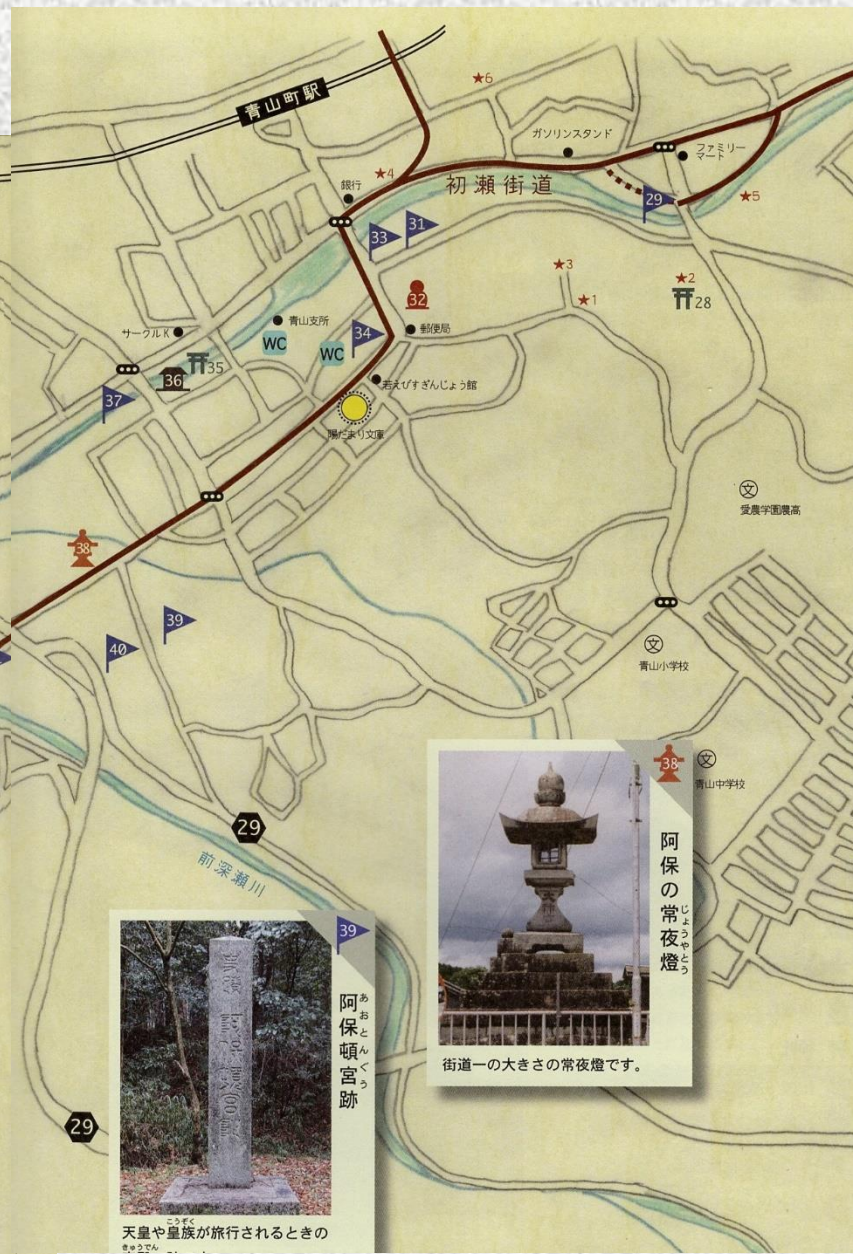 ★6
青山町駅
ガソリンスタンド
ファミリー
マート
★4
初瀬街道
銀行
29
★5
33
31
★3
★2
28
32
★1
サークルK
青山支所
34
郵便局
WC
WC
35
36
若えびすぎんじょう館
37
陽だまり文庫
文
愛農学園農高
38
39
40
文
青山小学校
文
青山中学校
29
前深瀬川
29
38
阿保の常夜燈
じょうやとう
街道一の大きさの常夜燈です。
39
阿保頓宮跡
あおとんぐう
こうぞく
天皇や皇族が旅行されるときの
きゅうでん